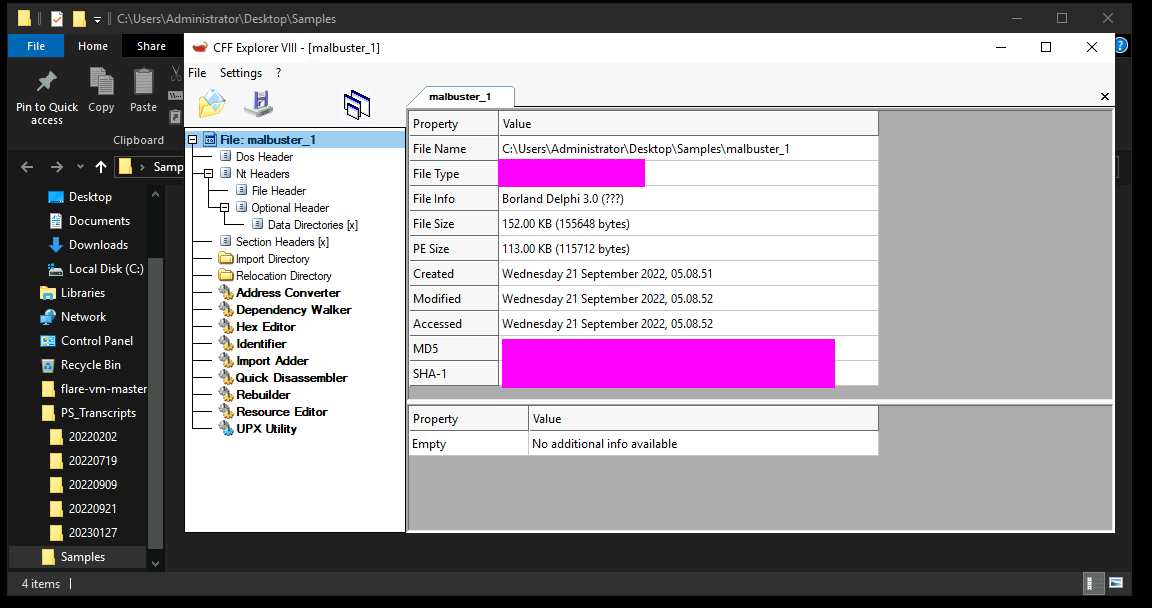 C:\Users\Administrator\Desktop\Samples
File Home Share
Pin to Quick access
Copy
Paste
Clipboard
Samp
Desktop
Documents
Downloads
Local Disk (C:)
Libraries
Network
Control Panel
Recycle Bin
flare-vm-master
PS_Transcripts
20220202
20220719
20220909
20220921
20230127
Samples
4 items
CFF Explorer VIII - [malbuster_1]
File Settings ?
File: malbuster_1
Dos Header
Nt Headers
File Header
Optional Header
Data Directories [x]
Section Headers [x]
Import Directory
Relocation Directory
Address Converter
Dependency Walker
Hex Editor
Identifier
Import Adder
Quick Disassembler
Rebuilder
Resource Editor
UPX Utility
malbuster_1
Property Value
File Name C:\Users\Administrator\Desktop\Samples\malbuster_1
File Type
File Info Borland Delphi 3.0 (???)
File Size 152.00 KB (155648 bytes)
PE Size 113.00 KB (115712 bytes)
Created Wednesday 21 September 2022, 05.08.51
Modified Wednesday 21 September 2022, 05.08.52
Accessed Wednesday 21 September 2022, 05.08.52
MD5
SHA-1
Property Value
Empty No additional info available